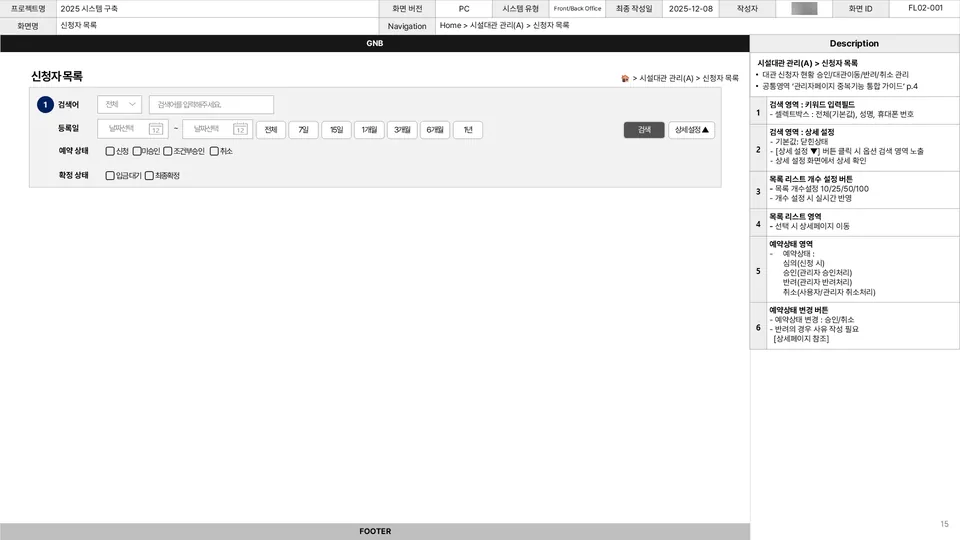 프로젝트명 2025 시스템 구축 화면 버전 PC 시스템 유형 Front/Back Office 최종 작성일 2025-12-08 작성자 화면 ID FL02-001
화면명 신청자 목록 Navigation Home > 시설대관 관리(A) > 신청자 목록
GNB
신청자 목록
> 시설대관 관리(A) > 신청자 목록
1 검색어 전체 검색어를 입력해주세요.
등록일 날짜선택 12 ~ 날짜선택 12 전체 7일 15일 1개월 3개월 6개월 1년 검색 상세설정 ▲
예약 상태 신청 미승인 조건부승인 취소
확정 상태 입금대기 최종확정
FOOTER
Description
시설대관 관리(A) > 신청자 목록
• 대관 신청자 현황 승인/대관이동/반려/취소 관리
• 공통영역 ‘관리자페이지 중복기능 통합 가이드’ p.4
1 검색 영역 : 키워드 입력필드
- 셀렉트박스 : 전체(기본값), 성명, 휴대폰 번호
2 검색 영역 : 상세 설정
- 기본값: 닫힌상태
- [상세 설정 ▼] 버튼 클릭 시 옵션 검색 영역 노출
- 상세 설정 화면에서 상세 확인
3 목록 리스트 개수 설정 버튼
- 목록 개수설정 10/25/50/100
- 개수 설정 시 실시간 반영
4 목록 리스트 영역
- 선택 시 상세페이지 이동
5 예약상태 영역
- 예약상태 :
심의(신청 시)
승인(관리자 승인처리)
반려(관리자 반려처리)
취소(사용자/관리자 취소처리)
6 예약상태 변경 버튼
- 예약상태 변경 : 승인/취소
- 반려의 경우 사유 작성 필요
[상세페이지 참조]
15